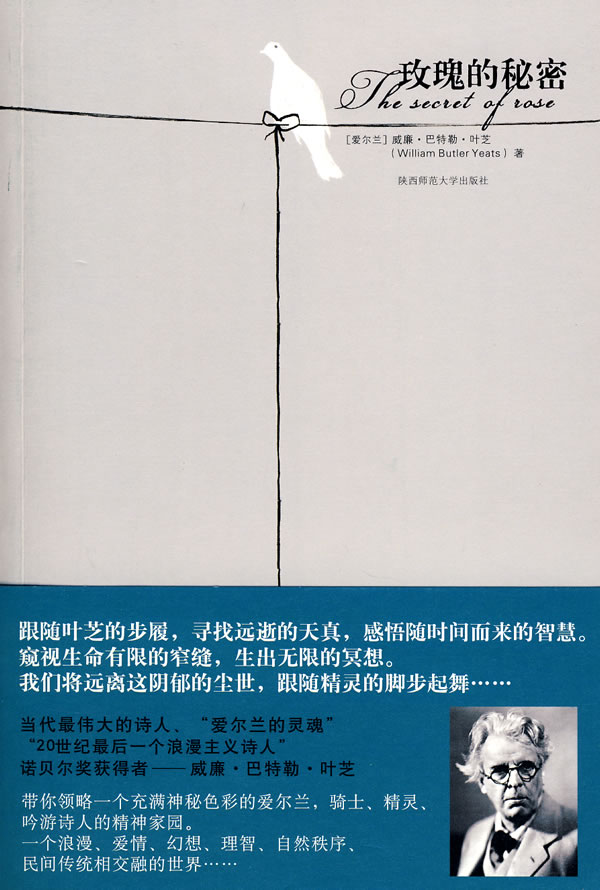 玫瑰的秘密
The secret of rose
[爱尔兰] 威廉·巴特勒·叶芝
(William Butler Yeats) 著
陕西师范大学出版社
跟随叶芝的步履，寻找远逝的天真，感悟随时间而来的智慧。
窥视生命有限的窄缝，生出无限的冥想。
我们将远离这阴郁的尘世，跟随精灵的脚步起舞……
当代最伟大的诗人、“爱尔兰的灵魂”
“20世纪最后一个浪漫主义诗人”
诺贝尔奖获得者——威廉·巴特勒·叶芝
带你领略一个充满神秘色彩的爱尔兰，骑士、精灵、
吟游诗人的精神家园。
一个浪漫、爱情、幻想、理智、自然秩序、
民间传统相交融的世界……